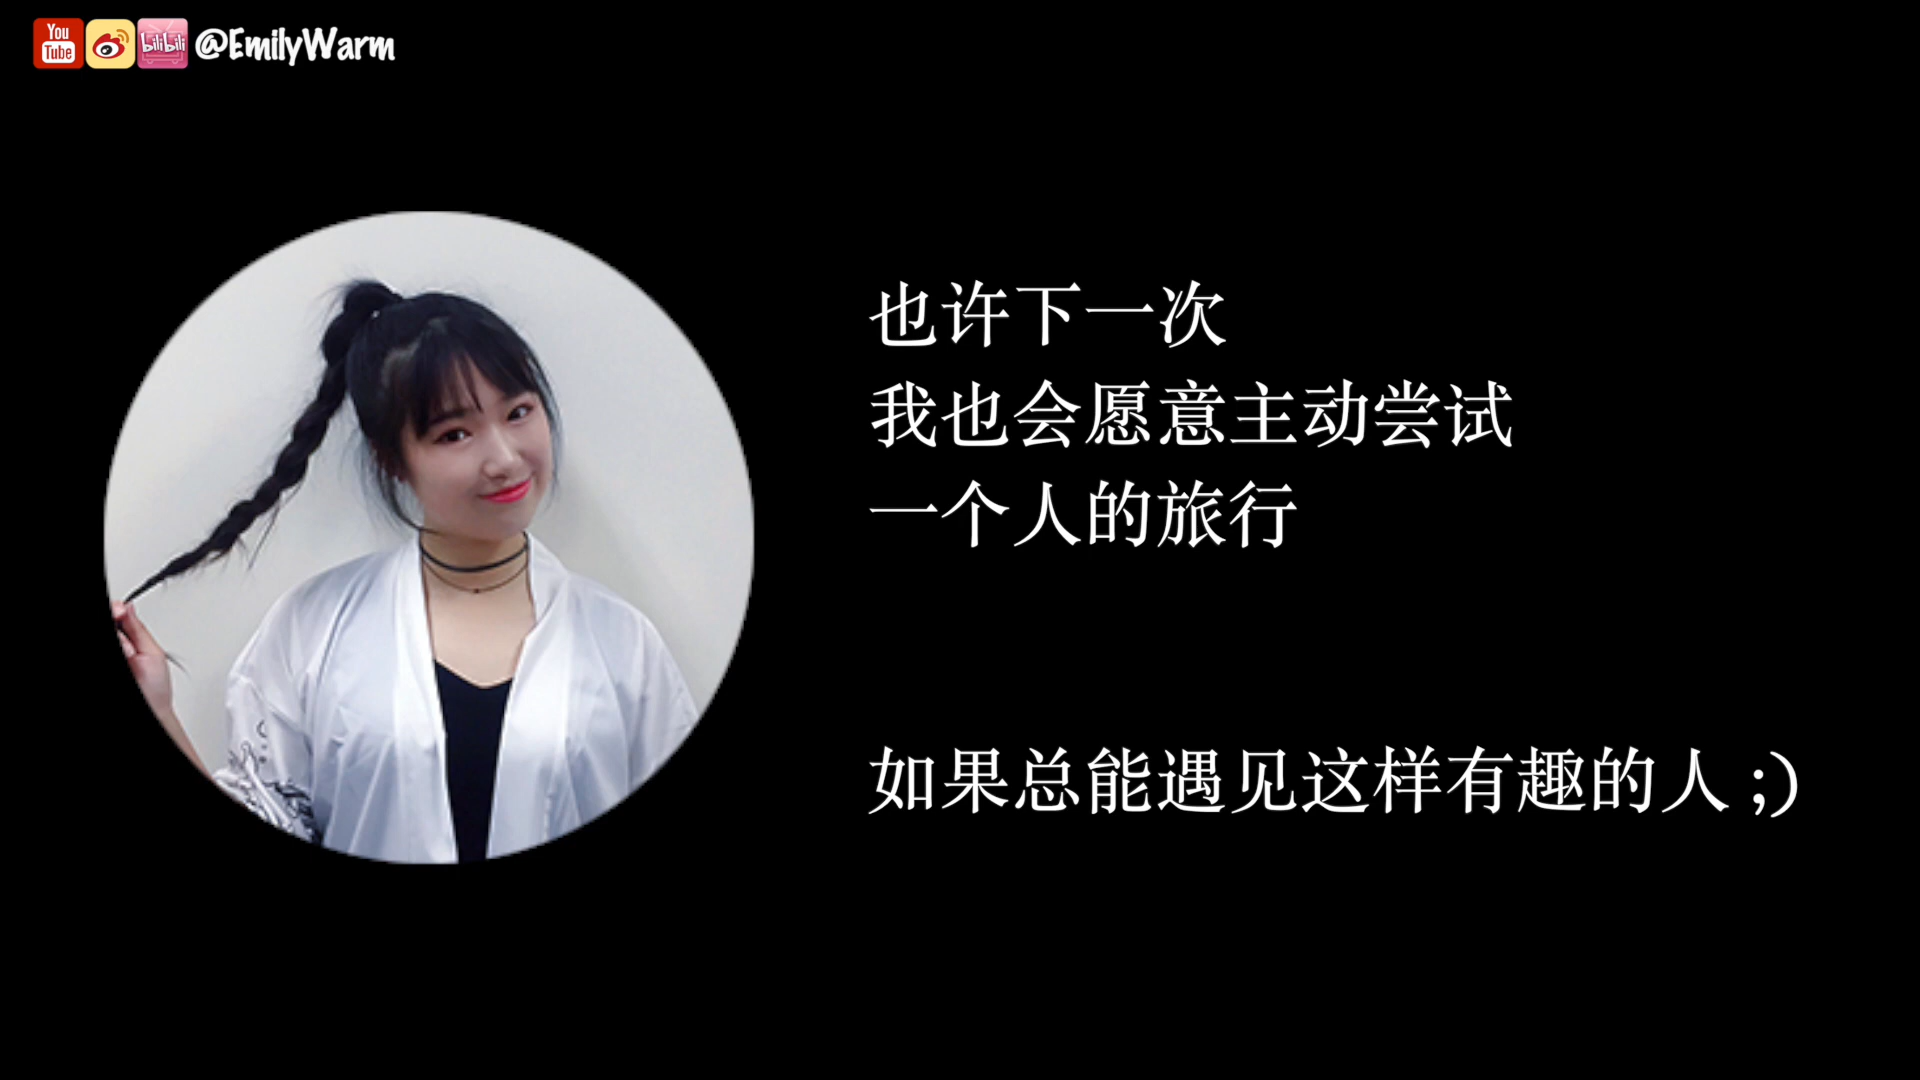 You
Tube
bilibili
@EmilyWarm
也许下一次
我也会愿意主动尝试
一个人的旅行
如果总能遇见这样有趣的人 ;)